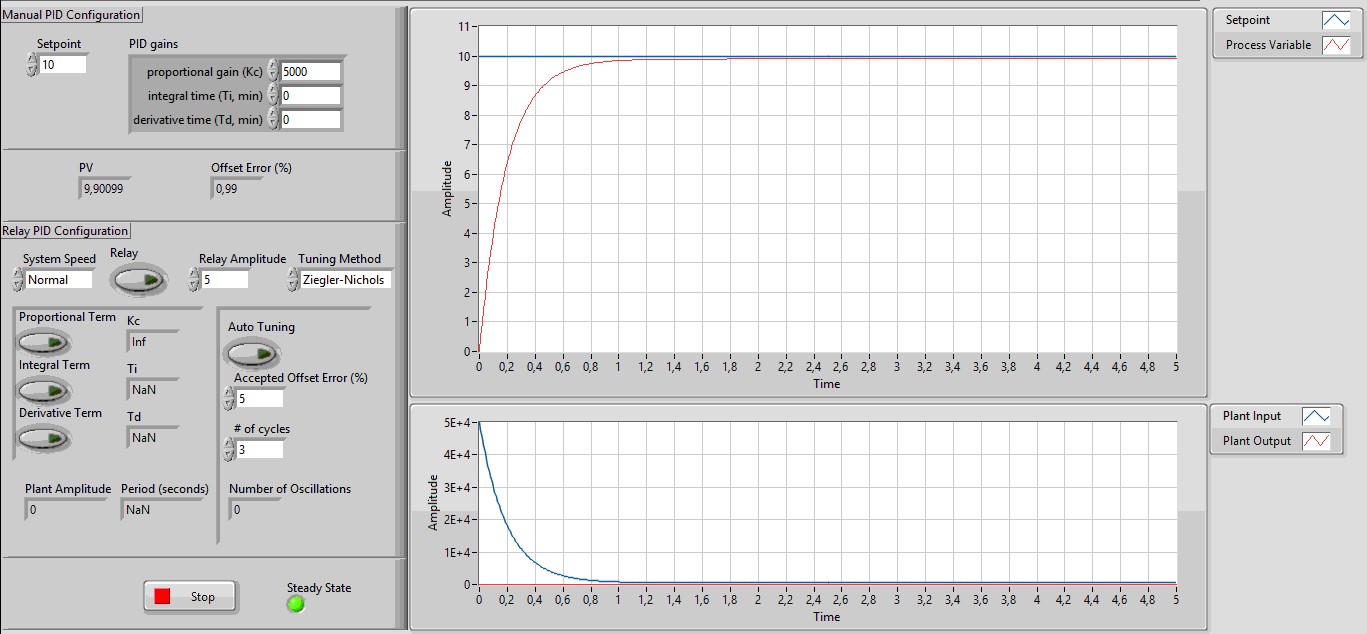 Manual PID Configuration
Setpoint
10
PID gains
proportional gain (Kc) 5000
integral time (Ti, min) 0
derivative time (Td, min) 0
PV
9,90099
Offset Error (%)
0,99
Relay PID Configuration
System Speed
Normal
Relay
Relay Amplitude
5
Tuning Method
Ziegler-Nichols
Proportional Term
Kc
Inf
Integral Term
Ti
NaN
Derivative Term
Td
NaN
Auto Tuning
Accepted Offset Error (%)
5
# of cycles
3
Plant Amplitude
0
Period (seconds)
NaN
Number of Oscillations
0
Stop
Steady State
Amplitude
11
10
9
8
7
6
5
4
3
2
1
0
0 0,2 0,4 0,6 0,8 1 1,2 1,4 1,6 1,8 2 2,2 2,4 2,6 2,8 3 3,2 3,4 3,6 3,8 4 4,2 4,4 4,6 4,8 5
Time
Setpoint
Process Variable
Amplitude
5E+4
4E+4
3E+4
2E+4
1E+4
0
0 0,2 0,4 0,6 0,8 1 1,2 1,4 1,6 1,8 2 2,2 2,4 2,6 2,8 3 3,2 3,4 3,6 3,8 4 4,2 4,4 4,6 4,8 5
Time
Plant Input
Plant Output